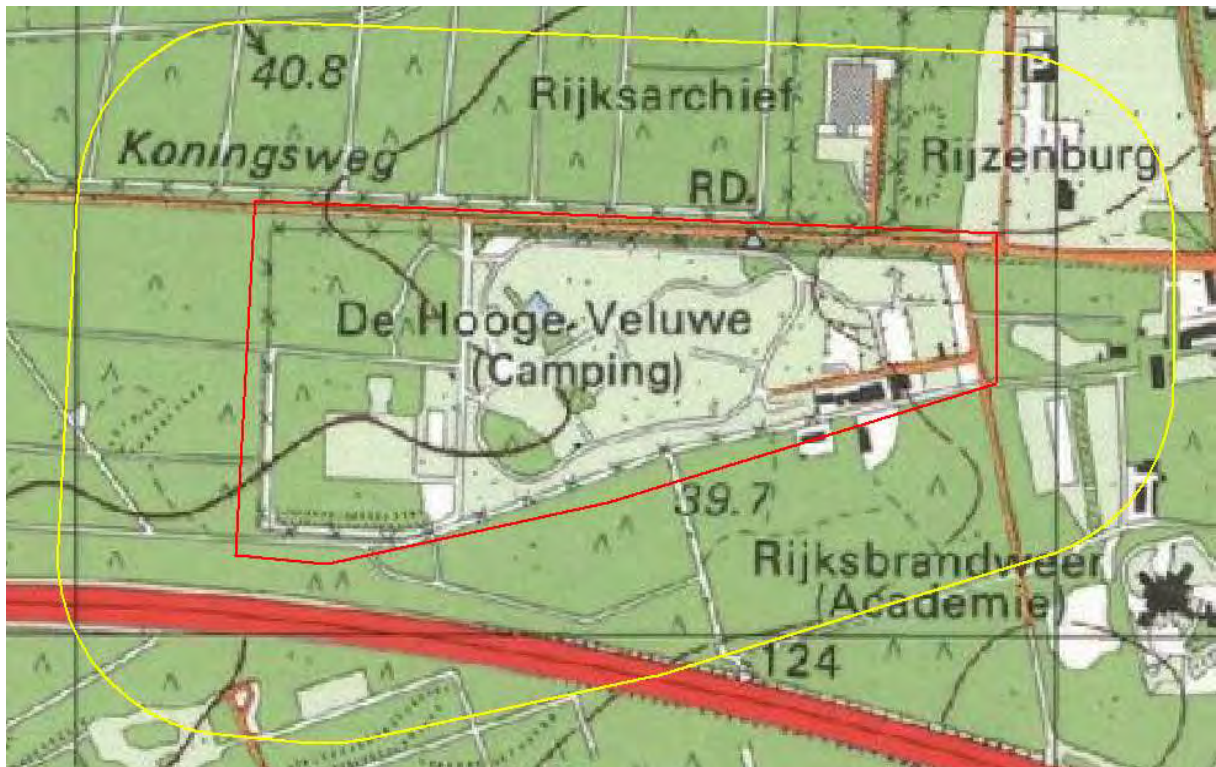 40.8
Rijksarchief
Koningsweg
Rijzenburg
RD.
De Hooge Veluwe
(Camping)
39.7
Rijksbrandweer
(Academie)
124